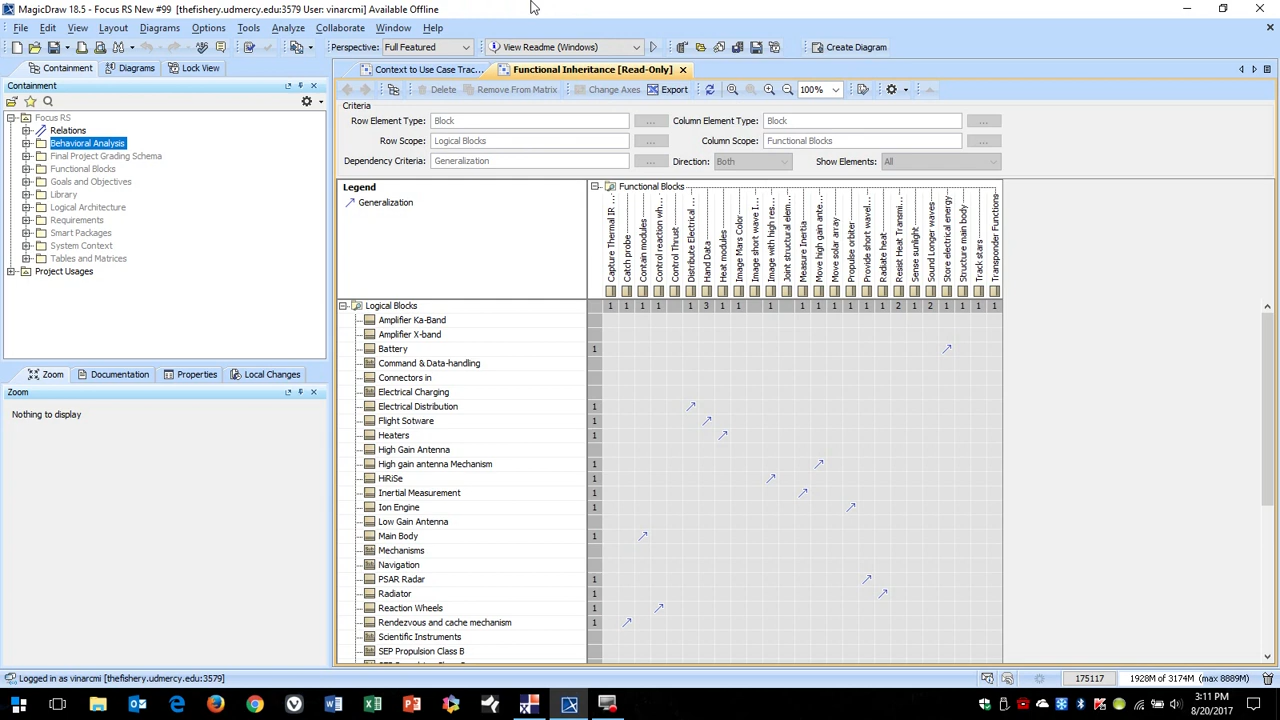 MagicDraw 18.5 - Focus RS New #99 [thefishery.udmercy.edu:3579 User: vinarcmi] Available Offline
File Edit View Layout Diagrams Options Tools Analyze Collaborate Window Help
Perspective: Full Featured View Readme (Windows) Create Diagram
Containment Diagrams Lock View
Context to Use Case Trac... Functional Inheritance [Read-Only]
Containment
Delete Remove From Matrix Change Axes Export 100%
Criteria
Row Element Type: Block ... Column Element Type: Block ...
Row Scope: Logical Blocks ... Column Scope: Functional Blocks ...
Dependency Criteria: Generalization ... Direction: Both Show Elements: All
Focus RS
Relations
Behavioral Analysis
Final Project Grading Schema
Functional Blocks
Goals and Objectives
Library
Logical Architecture
Requirements
Smart Packages
System Context
Tables and Matrices
Project Usages
Zoom Documentation Properties Local Changes
Zoom
Nothing to display
Legend
Generalization
Functional Blocks
Capture Thermal IR ...
Catch probe
Contain modules
Control reaction wh...
Control Thrust
Distribute Electrical ...
Hand Data
Heat modules
Image Mars Color
Image short wave I...
Image with high res...
Joint structural elem...
Measure Inertia
Move high gain ante...
Move solar array
Propulse orbiter
Provide short wavel...
Radiate heat
Resist Heat Transmi...
Sense sunlight
Sound Longer waves
Store electrical energy
Structure main body
Track stars
Transponder Functions
Logical Blocks 1 1 1 1 1 3 1 1 1 1 1 1 1 1 1 2 1 2 1 1 1 1
Amplifier Ka-Band
Amplifier X-band
Battery 1
Command & Data-handling
Connectors in
Electrical Charging
Electrical Distribution 1
Flight Sotware 1
Heaters 1
High Gain Antenna
High gain antenna Mechanism 1
HiRiSe 1
Inertial Measurement 1
Ion Engine 1
Low Gain Antenna
Main Body 1
Mechanisms
Navigation
PSAR Radar 1
Radiator 1
Reaction Wheels 1
Rendezvous and cache mechanism 1
Scientific Instruments
SEP Propulsion Class B
Logged in as vinarcmi [thefishery.udmercy.edu:3579] 175117 1928M of 3174M (max 8889M)
3:11 PM
8/20/2017